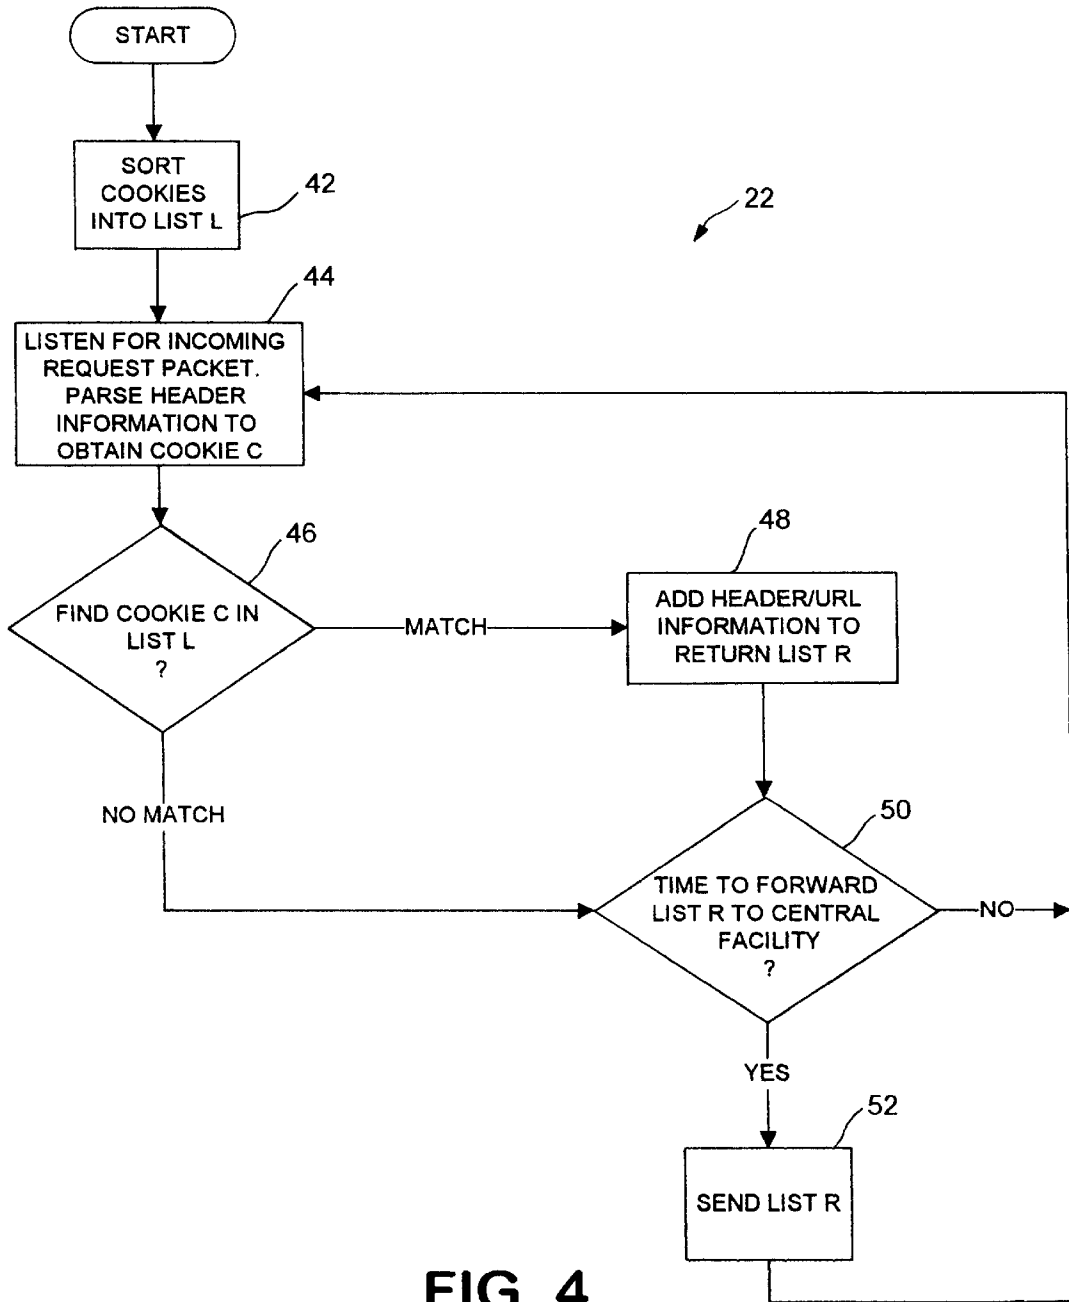 START
SORT
COOKIES
INTO LIST L
42
22
44
LISTEN FOR INCOMING
REQUEST PACKET.
PARSE HEADER
INFORMATION TO
OBTAIN COOKIE C
46
FIND COOKIE C IN
LIST L
?
MATCH
48
ADD HEADER/URL
INFORMATION TO
RETURN LIST R
NO MATCH
50
TIME TO FORWARD
LIST R TO CENTRAL
FACILITY
?
NO
YES
52
SEND LIST R
FIG. 4